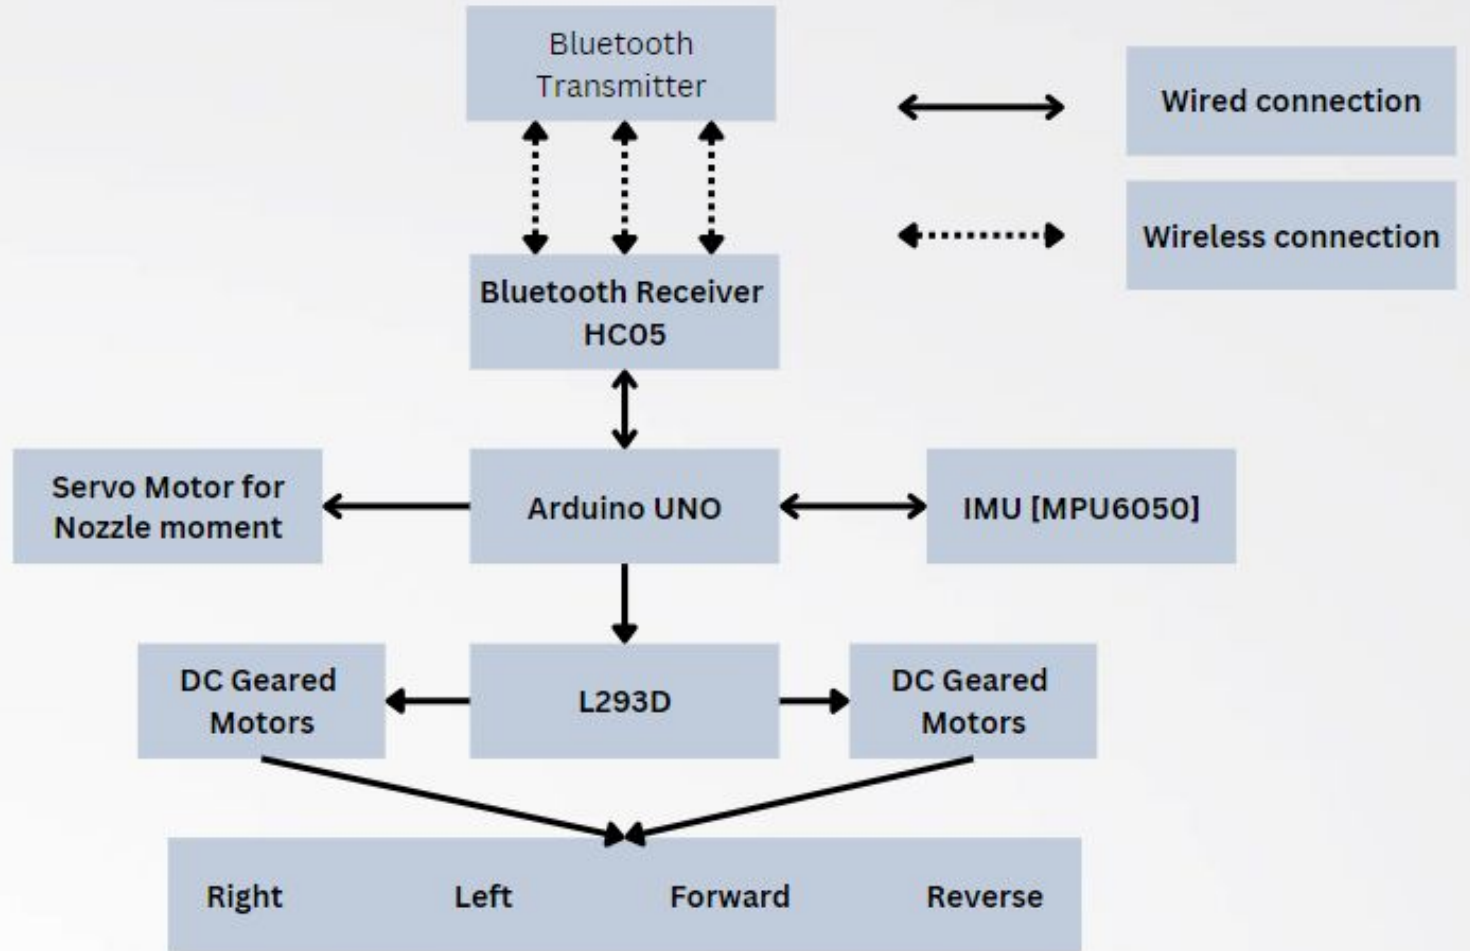 Bluetooth
Transmitter
Wired connection
Wireless connection
Bluetooth Receiver
HC05
Servo Motor for
Nozzle moment
Arduino UNO
IMU [MPU6050]
DC Geared
Motors
L293D
DC Geared
Motors
Right Left Forward Reverse